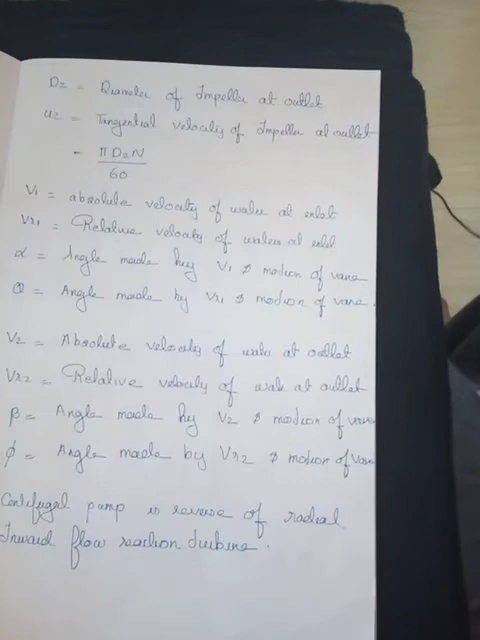 D2 = Diameter of Impeller at outlet
u2 = Tangential velocity of Impeller at outlet
= πD2N
60
V1 = absolute velocity of water at inlet
Vr1 = Relative velocity of water at inlet
α = Angle made by V1 & motion of vane
θ = Angle made by Vr1 & motion of vane.
V2 = Absolute velocity of water at outlet
Vr2 = Relative velocity of water at outlet
β = Angle made by V2 & motion of vane
φ = Angle made by Vr2 & motion of vane
Centifugal pump is reverse of radial
Inward flow reaction turbine.